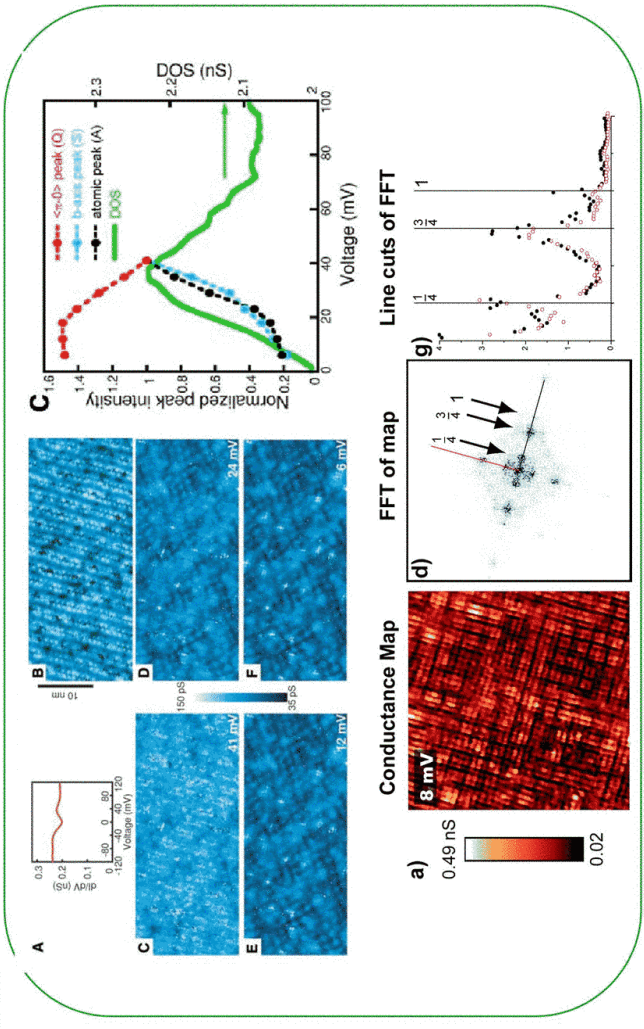 A
dI/dV (nS)
0.3
0.2
0.1
0
-120
-80
-40
0
40
80
120
Voltage (mV)
B
10 nm
C
41 mV
D
24 mV
E
12 mV
F
6 mV
150 pS
35 pS
C
Normalized peak intensity
1.6
1.4
1.2
1
0.8
0.6
0.4
0.2
0
0
20
40
60
80
100
Voltage (mV)
<π-0> peak (Q)
b-axis peak (S)
atomic peak (A)
DOS
2.3
2.2
2.1
2
DOS (Su)
a)
0.49 nS
0.02
Conductance Map
8 mV
d)
FFT of map
1/4
3/4
1
g)
Line cuts of FFT
1/4
3/4
1
4
3
2
1
0